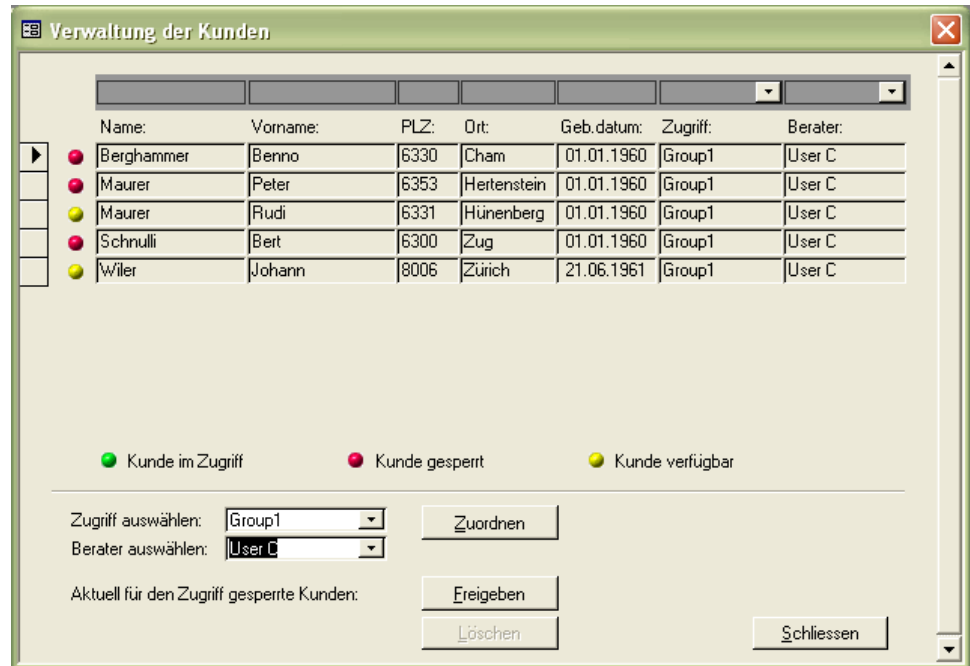 Verwaltung der Kunden
Name: Vorname: PLZ: Ort: Geb.datum: Zugriff: Berater:
Berghammer Benno 6330 Cham 01.01.1960 Group1 User C
Maurer Peter 6353 Hertenstein 01.01.1960 Group1 User C
Maurer Rudi 6331 Hünenberg 01.01.1960 Group1 User C
Schnulli Bert 6300 Zug 01.01.1960 Group1 User C
Wiler Johann 8006 Zürich 21.06.1961 Group1 User C
Kunde im Zugriff Kunde gesperrt Kunde verfügbar
Zugriff auswählen: Group1 Zuordnen
Berater auswählen: User C
Aktuell für den Zugriff gesperrte Kunden: Freigeben
Löschen Schliessen